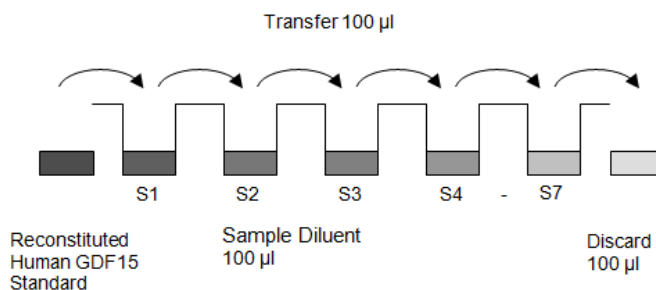 Transfer 100 µl
S1 S2 S3 S4 - S7
Reconstituted
Human GDF15
Standard
Sample Diluent
100 µl
Discard
100 µl